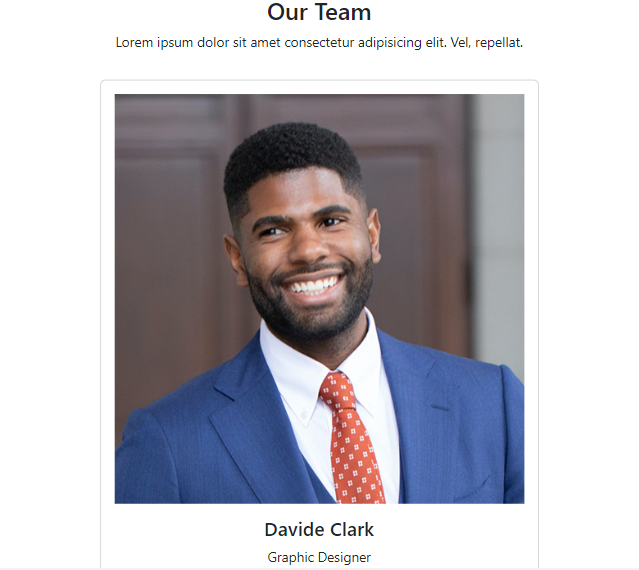 Our Team
Lorem ipsum dolor sit amet consectetur adipisicing elit. Vel, repellat.
Davide Clark
Graphic Designer